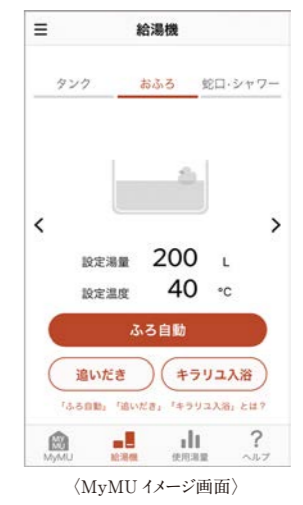 給湯機
タンク おふろ 蛇口・シャワー
設定湯量 200 L
設定温度 40 °C
ふろ自動
追いだき キラリユ入浴
「ふろ自動」「追いだき」「キラリユ入浴」とは？
MY MU
MyMU 給湯機 使用湯量 ヘルプ
〈MyMU イメージ画面〉